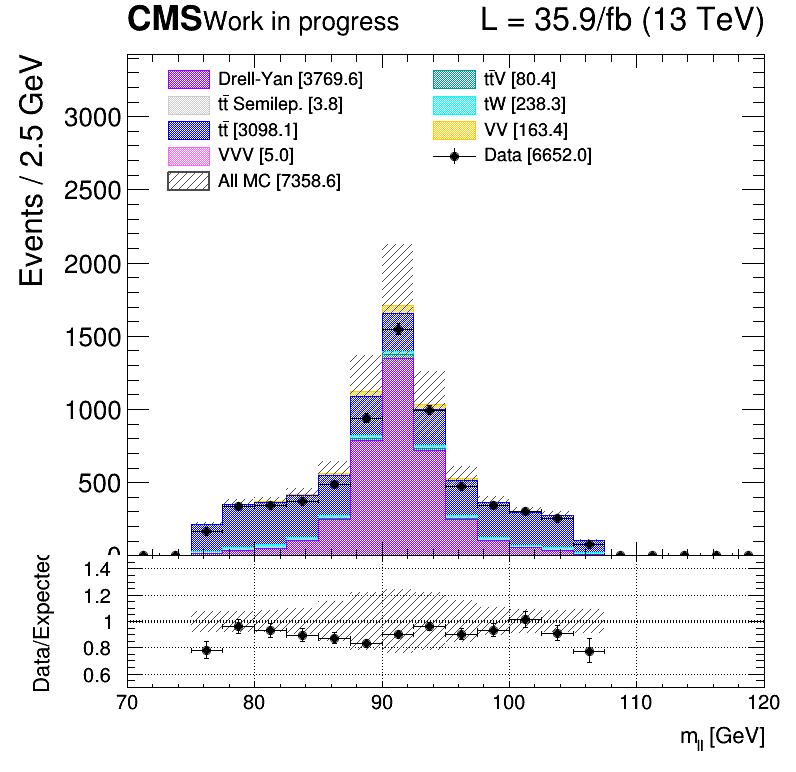 CMS Work in progress L = 35.9/fb (13 TeV)
Events / 2.5 GeV
Drell-Yan [3769.6] tt̄V [80.4]
tt̄ Semilep. [3.8] tW [238.3]
tt̄ [3098.1] VV [163.4]
VVV [5.0] Data [6652.0]
All MC [7358.6]
3000
2500
2000
1500
1000
500
0
Data/Expected
1.4
1.2
1
0.8
0.6
70 80 90 100 110 120
m_ll [GeV]